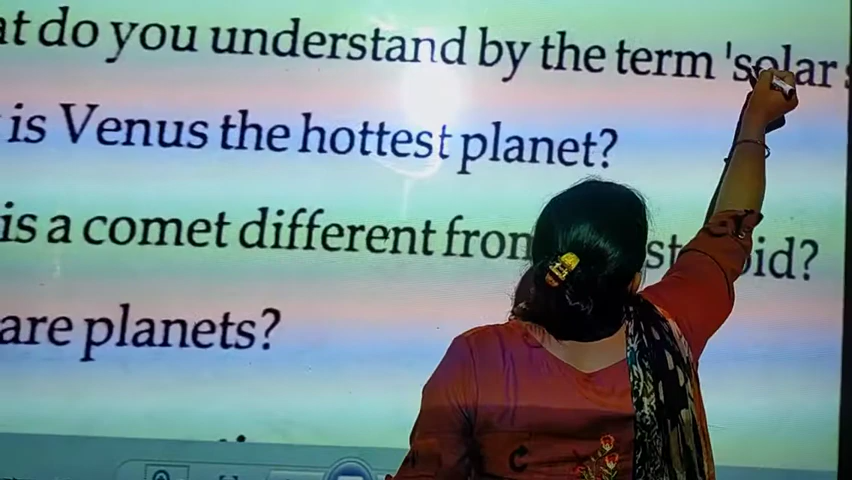 at do you understand by the term 'solar
is Venus the hottest planet?
is a comet different from asteroid?
are planets?